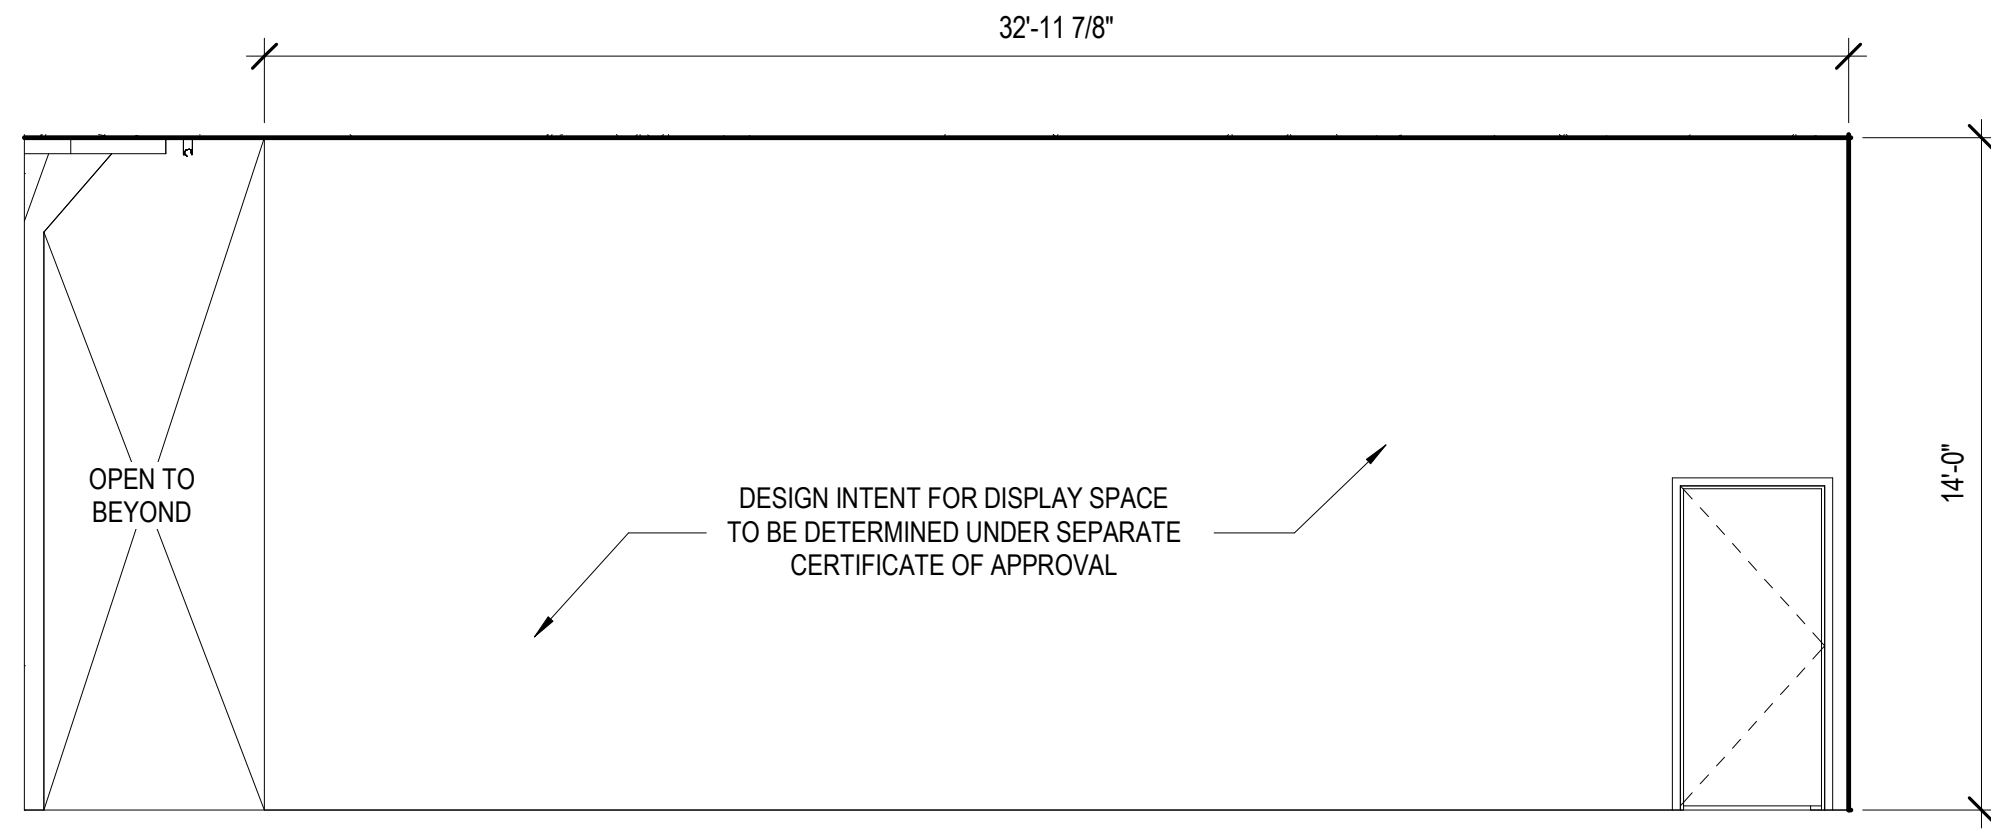 32'-11 7/8"
OPEN TO
BEYOND
DESIGN INTENT FOR DISPLAY SPACE
TO BE DETERMINED UNDER SEPARATE
CERTIFICATE OF APPROVAL
14'-0"